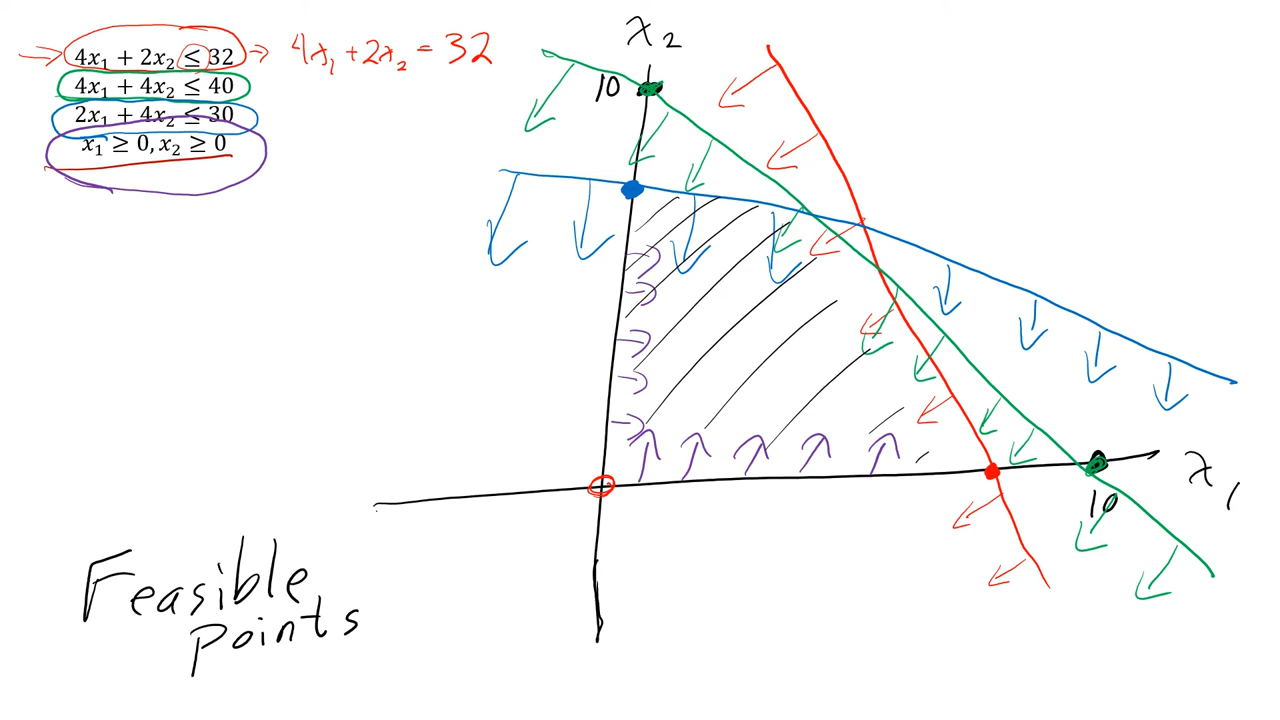 4x₁ + 2x₂ ≤ 32 4x₁ + 2x₂ = 32
4x₁ + 4x₂ ≤ 40
2x₁ + 4x₂ ≤ 30
x₁ ≥ 0, x₂ ≥ 0
x₂
10
x₁
10
Feasible
Points